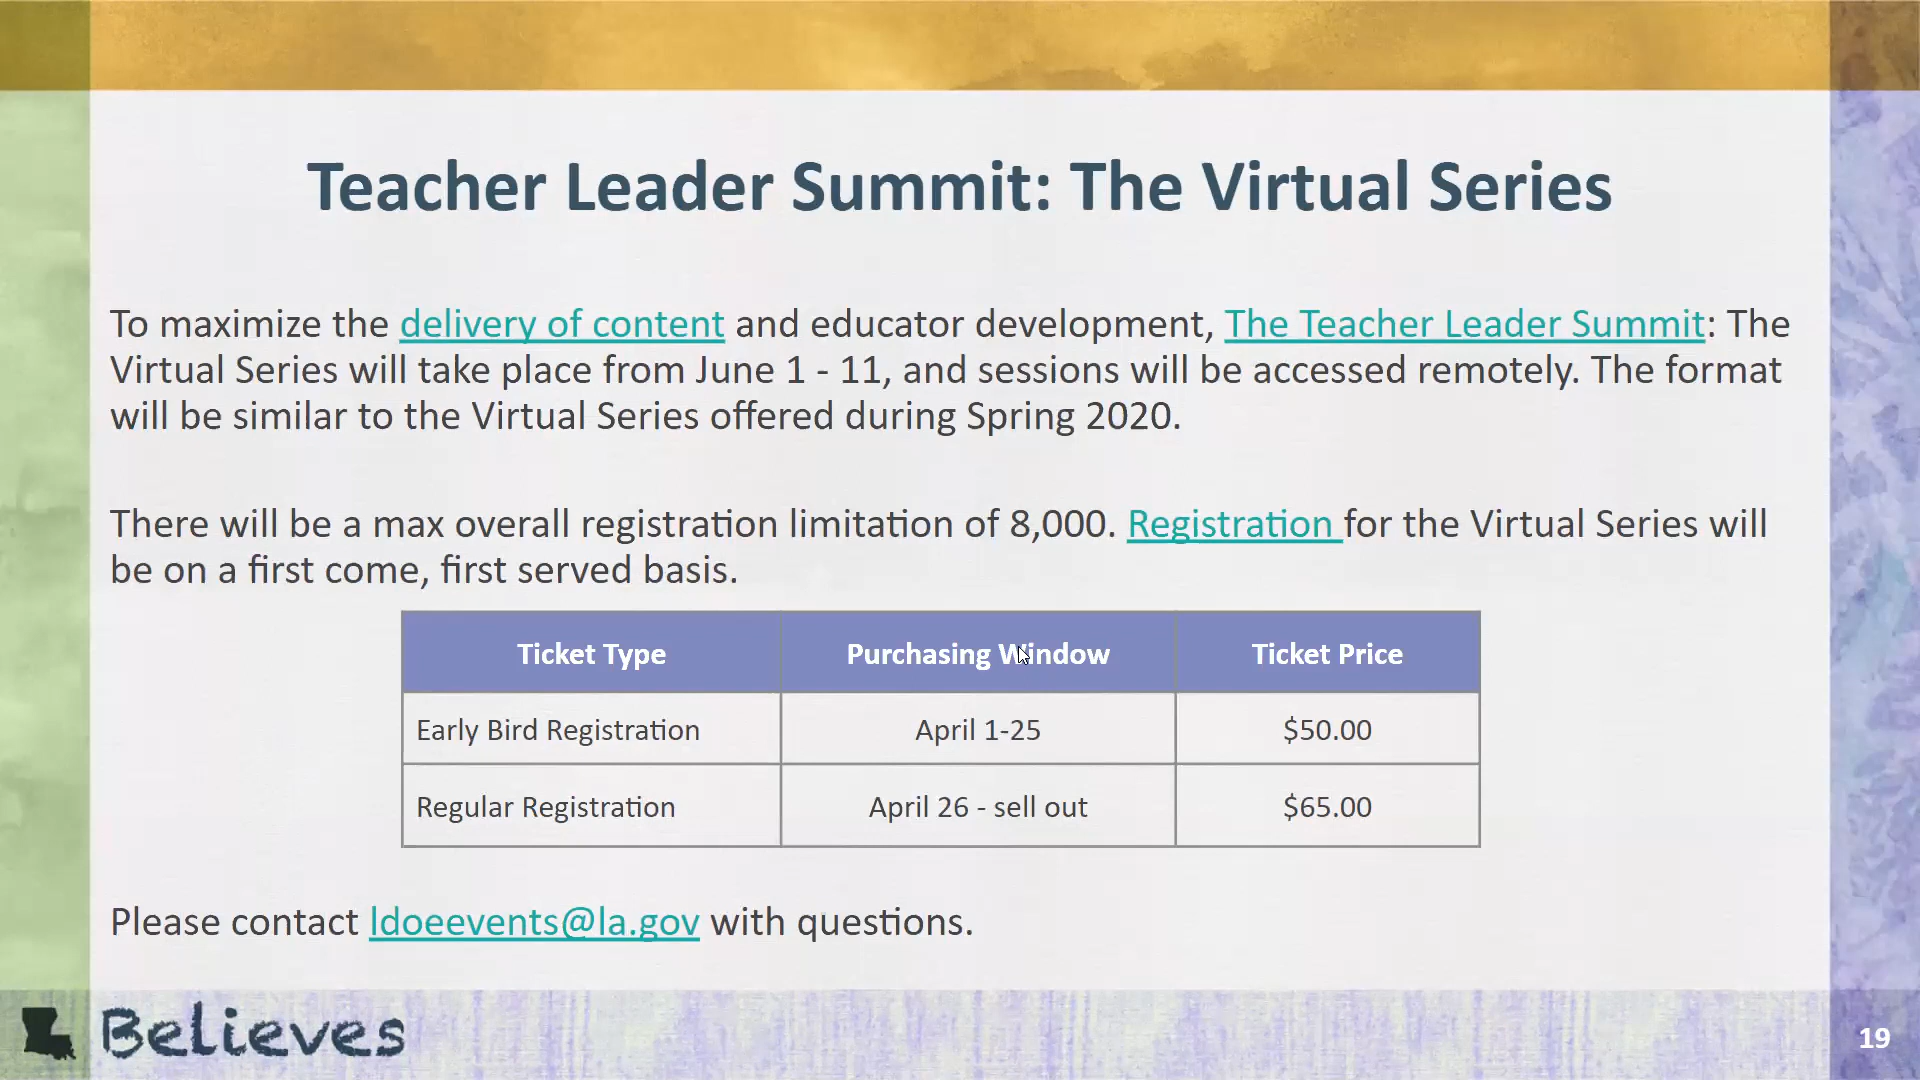 Teacher Leader Summit: The Virtual Series
To maximize the delivery of content and educator development, The Teacher Leader Summit: The
Virtual Series will take place from June 1 - 11, and sessions will be accessed remotely. The format
will be similar to the Virtual Series offered during Spring 2020.
There will be a max overall registration limitation of 8,000. Registration for the Virtual Series will
be on a first come, first served basis.
Ticket Type Purchasing Window Ticket Price
Early Bird Registration April 1-25 $50.00
Regular Registration April 26 - sell out $65.00
Please contact ldoeevents@la.gov with questions.
Believes
19